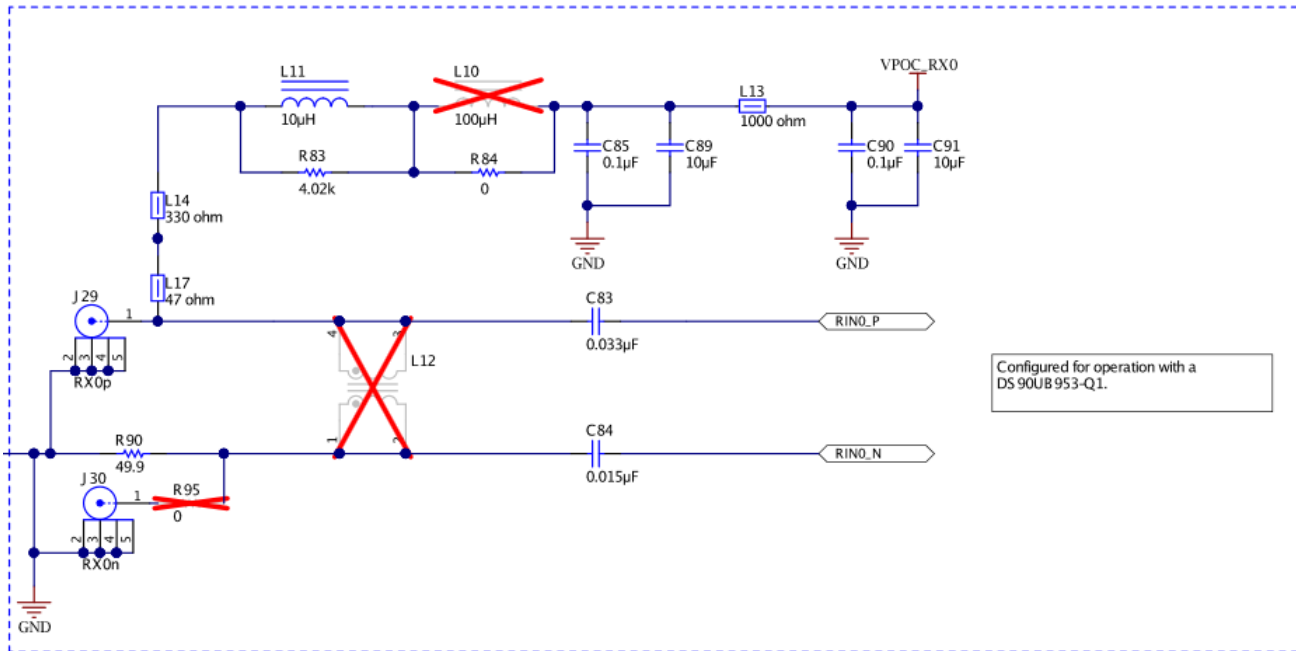 VPOC_RX0
L11
10µH
L10
100µH
L13
1000 ohm
R83
4.02k
R84
0
C85
0.1µF
C89
10µF
C90
0.1µF
C91
10µF
GND
GND
L14
330 ohm
L17
47 ohm
J29
1
2
3
4
5
RX0p
4
3
L12
1
2
C83
0.033µF
RIN0_P
Configured for operation with a
DS90UB953-Q1.
R90
49.9
C84
0.015µF
RIN0_N
J30
1
R95
0
2
3
4
5
RX0n
GND